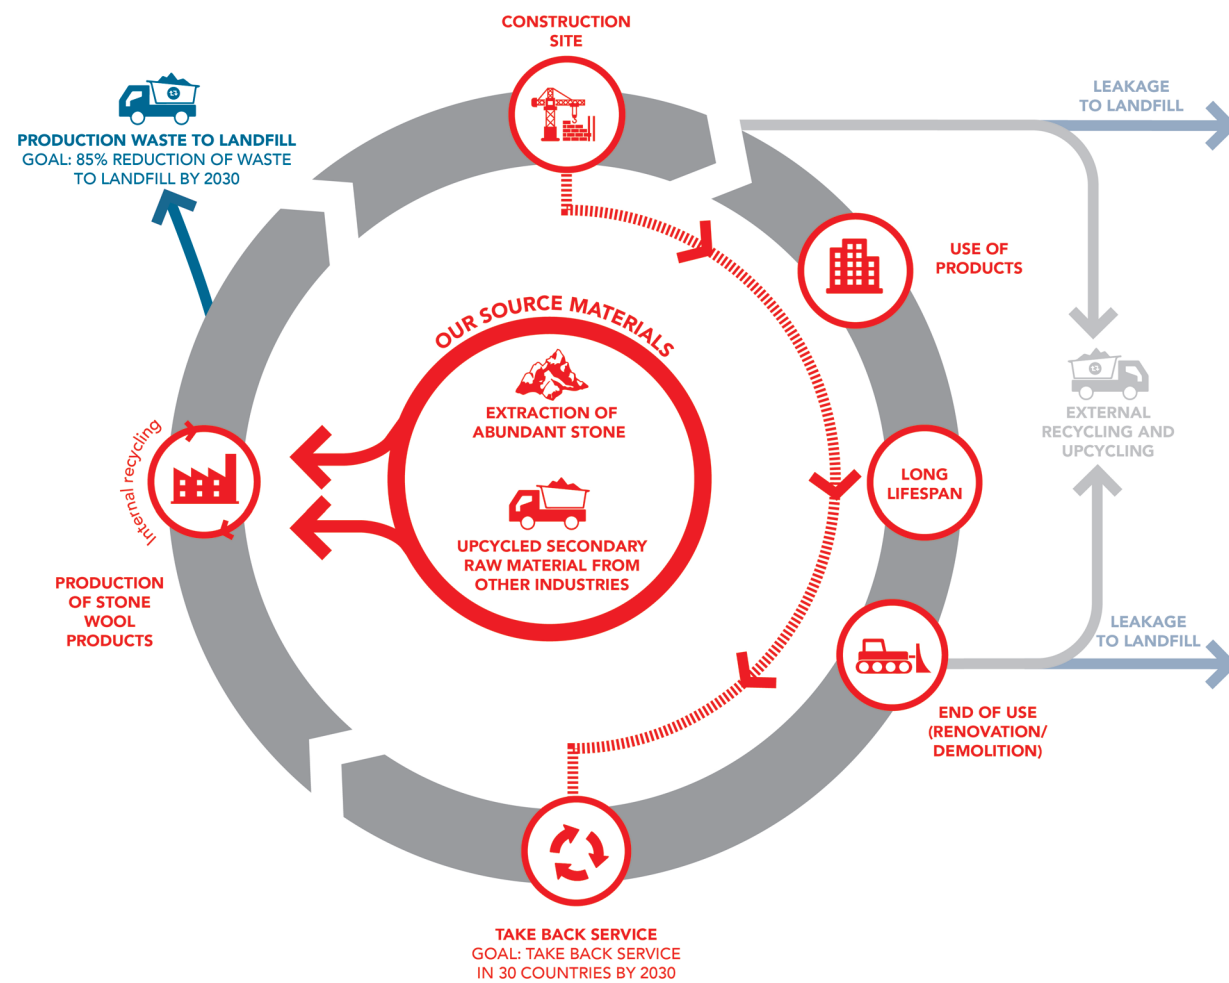 CONSTRUCTION
SITE
LEAKAGE
TO LANDFILL
PRODUCTION WASTE TO LANDFILL
GOAL: 85% REDUCTION OF WASTE
TO LANDFILL BY 2030
USE OF
PRODUCTS
OUR SOURCE MATERIALS
EXTRACTION OF
ABUNDANT STONE
UPCYCLED SECONDARY
RAW MATERIAL FROM
OTHER INDUSTRIES
EXTERNAL
RECYCLING AND
UPCYCLING
Internal recycling
LONG
LIFESPAN
PRODUCTION
OF STONE
WOOL
PRODUCTS
LEAKAGE
TO LANDFILL
END OF USE
(RENOVATION/
DEMOLITION)
TAKE BACK SERVICE
GOAL: TAKE BACK SERVICE
IN 30 COUNTRIES BY 2030